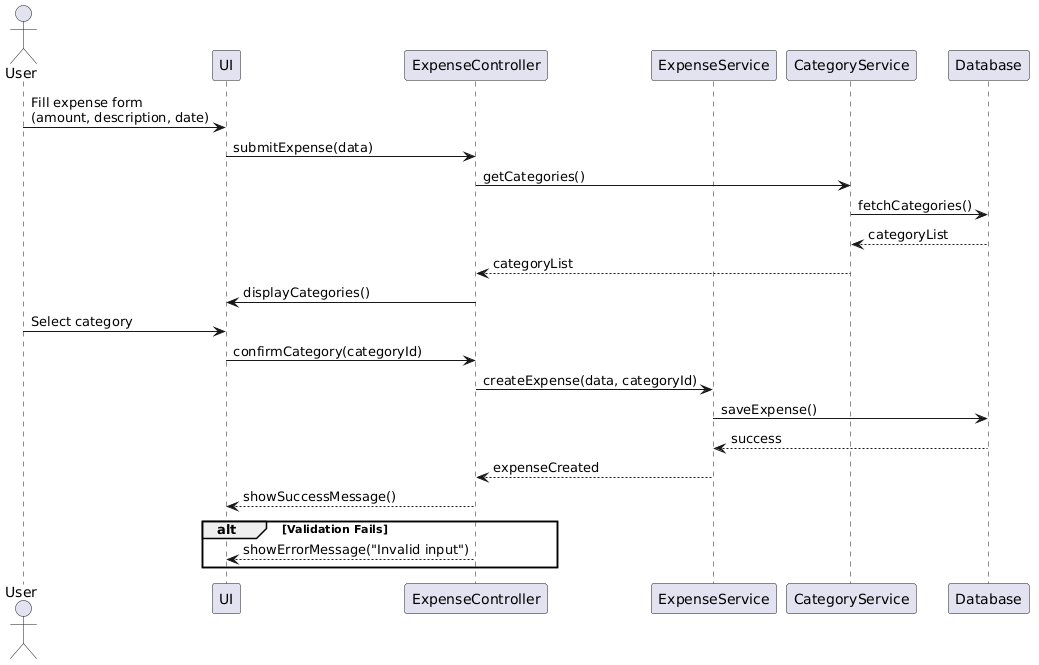 User
UI
ExpenseController
ExpenseService
CategoryService
Database
Fill expense form
(amount, description, date)
submitExpense(data)
getCategories()
fetchCategories()
categoryList
categoryList
displayCategories()
Select category
confirmCategory(categoryId)
createExpense(data, categoryId)
saveExpense()
success
expenseCreated
showSuccessMessage()
alt [Validation Fails]
showErrorMessage("Invalid input")
User
UI
ExpenseController
ExpenseService
CategoryService
Database